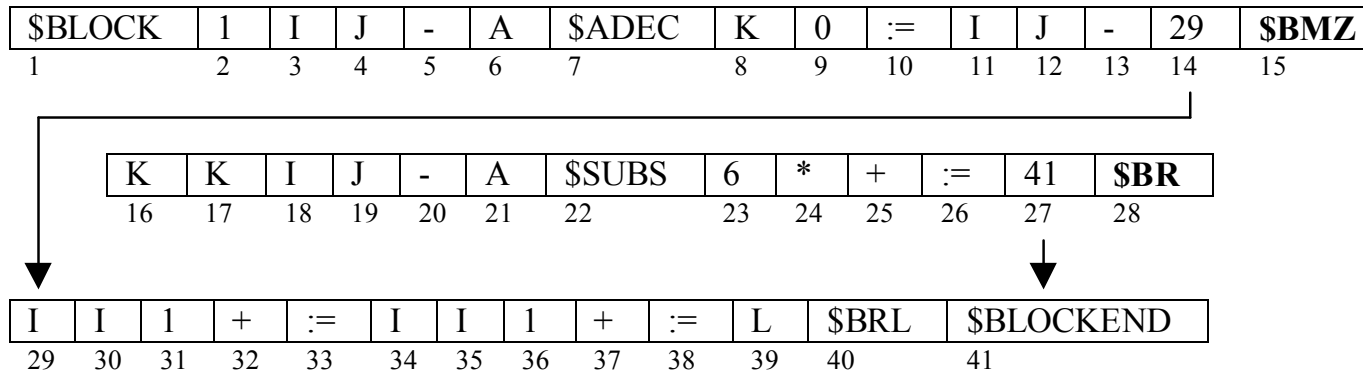 $BLOCK 1 I J - A $ADEC K 0 := I J - 29 $BMZ
1 2 3 4 5 6 7 8 9 10 11 12 13 14 15
K K I J - A $SUBS 6 * + := 41 $BR
16 17 18 19 20 21 22 23 24 25 26 27 28
I I 1 + := I I 1 + := L $BRL $BLOCKEND
29 30 31 32 33 34 35 36 37 38 39 40 41